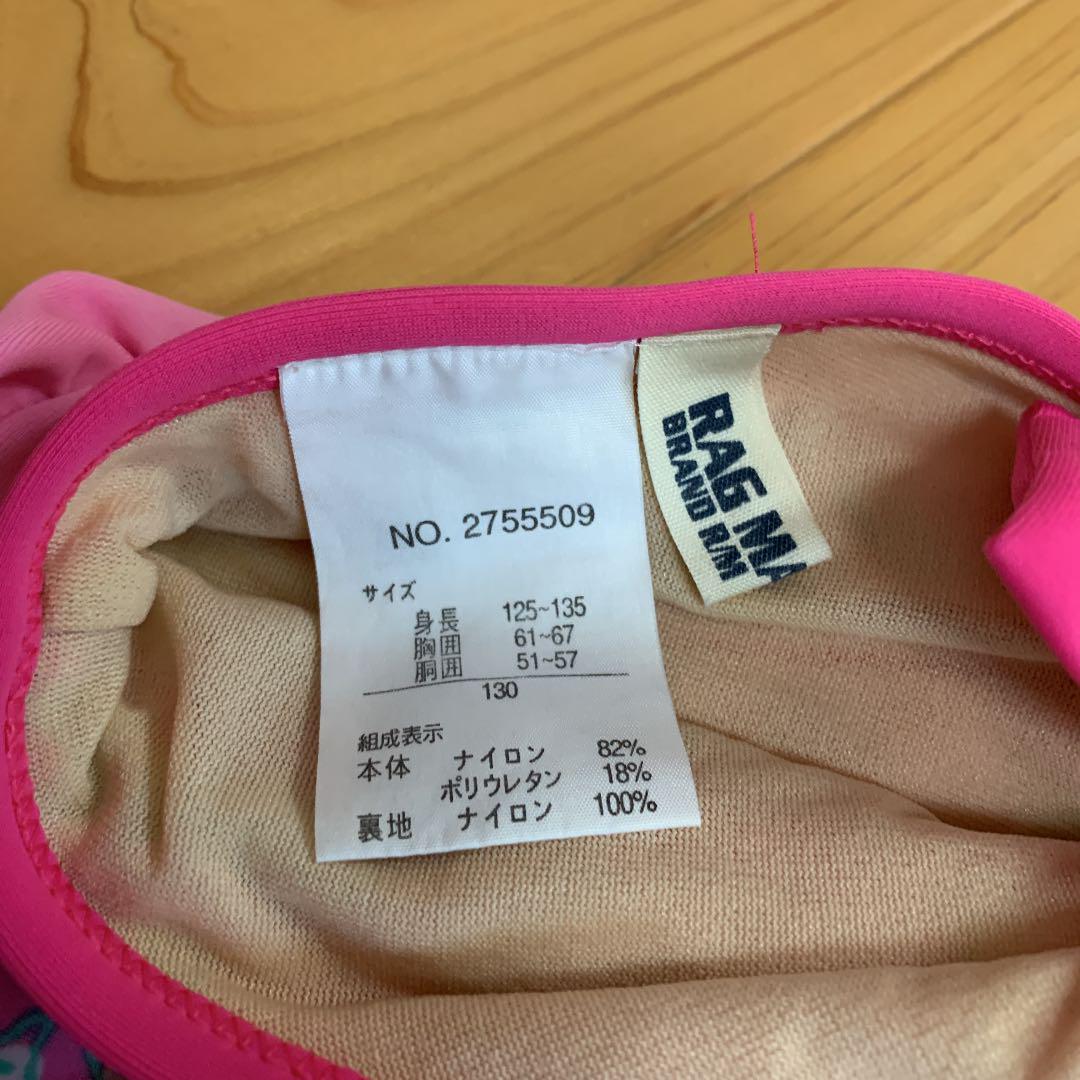 NO. 2755509
サイズ
身長 125~135
胸囲 61~67
胴囲 51~57
130
組成表示
本体 ナイロン 82%
ポリウレタン 18%
裏地 ナイロン 100%
RAG
BRAND R/M